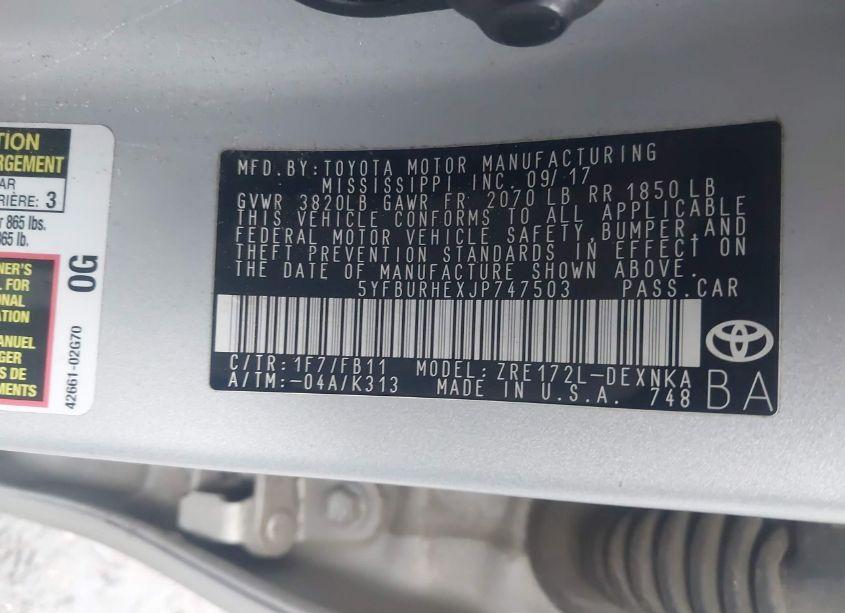 TION
RGEMENT
AR
RIÈRE: 3
865 lbs.
865 lb.
NER'S
L FOR
ONAL
ATION.
ANUEL
GER
S DE
MENTS
0G
42661-02G70
MFD. BY: TOYOTA MOTOR MANUFACTURING
MISSISSIPPI INC. 09/17
GVWR 3820LB GAWR FR 2070 LB RR 1850 LB
THIS VEHICLE CONFORMS TO ALL APPLICABLE
FEDERAL MOTOR VEHICLE SAFETY, BUMPER, AND
THEFT PREVENTION STANDARDS IN EFFECT ON
THE DATE OF MANUFACTURE SHOWN ABOVE.
5YFBURHEXJP747503 PASS.CAR
C/TR: 1F7/FB11 MODEL: ZRE172L-DEXNKA
A/TM:-04A/K313 MADE IN U.S.A. 748
BA